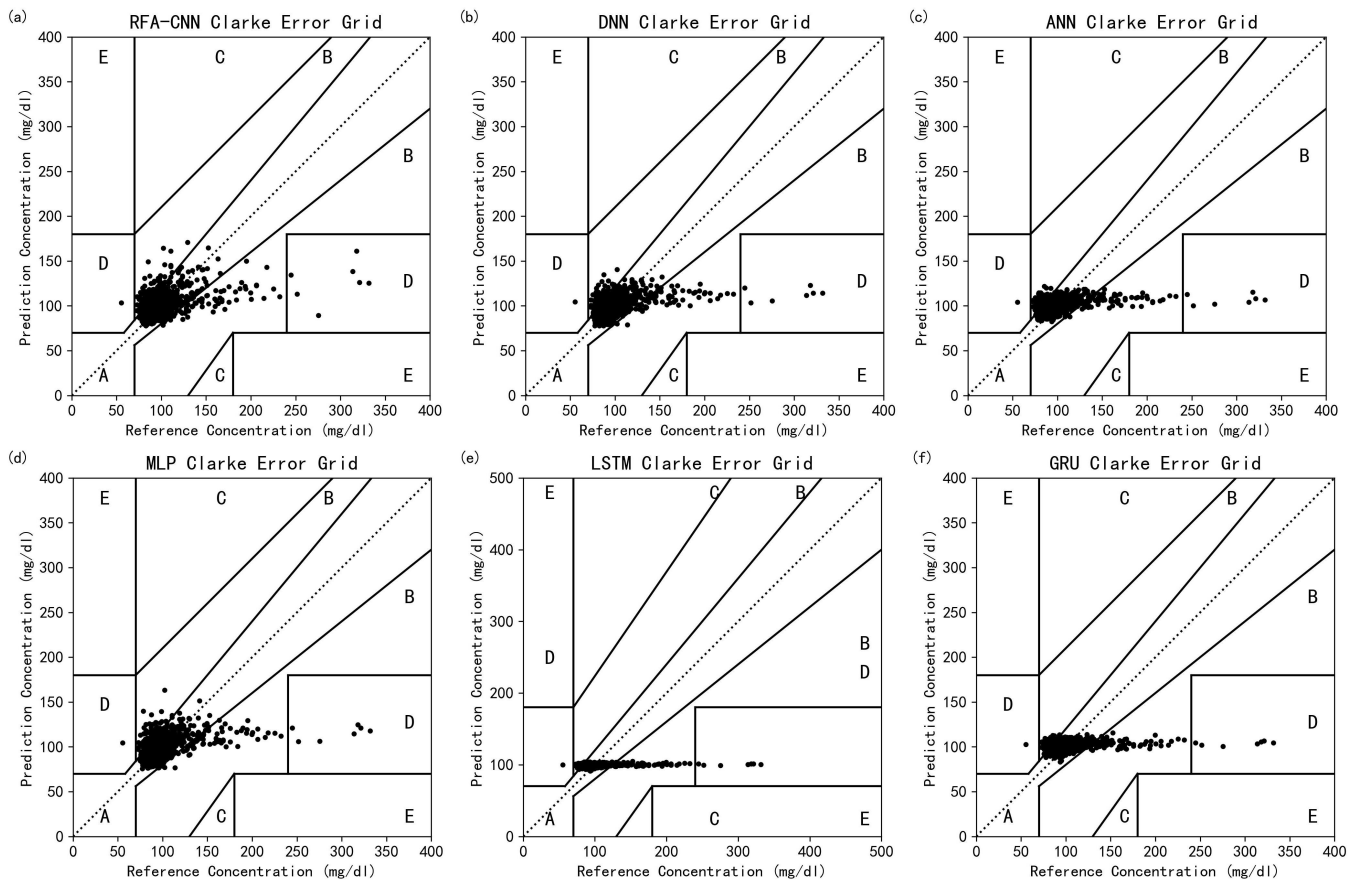 (a) RFA-CNN Clarke Error Grid
Prediction Concentration (mg/dl)
400
350
300
250
200
150
100
50
0
E
C
B
B
D
D
A
C
E
0 50 100 150 200 250 300 350 400
Reference Concentration (mg/dl)
(b) DNN Clarke Error Grid
Prediction Concentration (mg/dl)
400
350
300
250
200
150
100
50
0
E
C
B
B
D
D
A
C
E
0 50 100 150 200 250 300 350 400
Reference Concentration (mg/dl)
(c) ANN Clarke Error Grid
Prediction Concentration (mg/dl)
400
350
300
250
200
150
100
50
0
E
C
B
B
D
D
A
C
E
0 50 100 150 200 250 300 350 400
Reference Concentration (mg/dl)
(d) MLP Clarke Error Grid
Prediction Concentration (mg/dl)
400
350
300
250
200
150
100
50
0
E
C
B
B
D
D
A
C
E
0 50 100 150 200 250 300 350 400
Reference Concentration (mg/dl)
(e) LSTM Clarke Error Grid
Prediction Concentration (mg/dl)
500
400
300
200
100
0
E
C
B
D
B
D
A
C
E
0 100 200 300 400 500
Reference Concentration (mg/dl)
(f) GRU Clarke Error Grid
Prediction Concentration (mg/dl)
400
350
300
250
200
150
100
50
0
E
C
B
B
D
D
A
C
E
0 50 100 150 200 250 300 350 400
Reference Concentration (mg/dl)